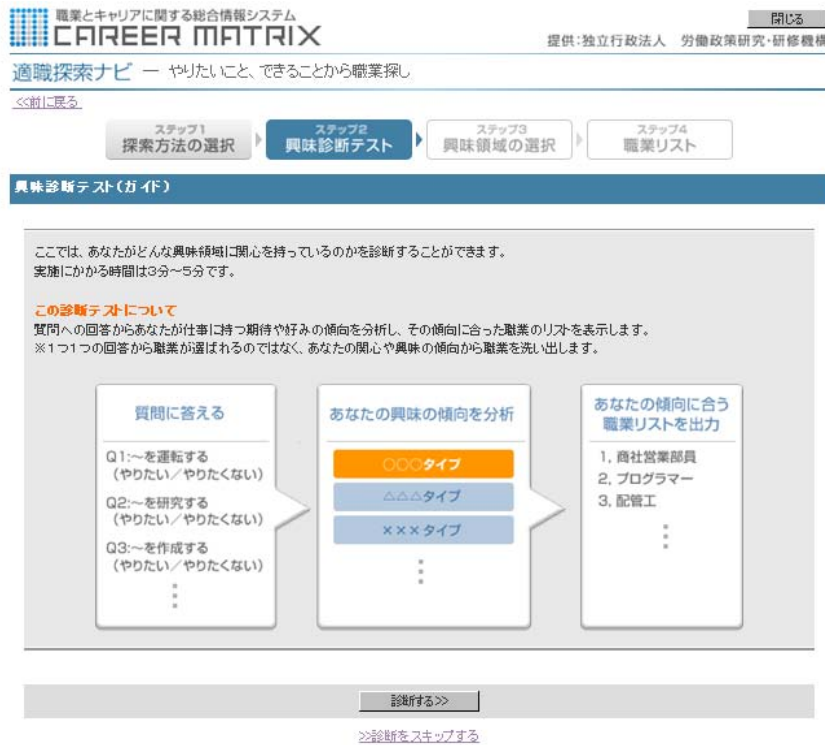 職業とキャリアに関する総合情報システム
CAREER MATRIX
閉じる
提供:独立行政法人 労働政策研究・研修機構
適職探索ナビ ー やりたいこと、できることから職業探し
<<前に戻る
ステップ1
探索方法の選択
ステップ2
興味診断テスト
ステップ3
興味領域の選択
ステップ4
職業リスト
興味診断テスト(ガイド)
ここでは、あなたがどんな興味領域に関心を持っているのかを診断することができます。
実施にかかる時間は3分〜5分です。
この診断テストについて
質問への回答からあなたが仕事に持つ期待や好みの傾向を分析し、その傾向に合った職業のリストを表示します。
※1つ1つの回答から職業が選ばれるのではなく、あなたの関心や興味の傾向から職業を洗い出します。
質問に答える
Q1:〜を運転する
(やりたい/やりたくない)
Q2:〜を研究する
(やりたい/やりたくない)
Q3:〜を作成する
(やりたい/やりたくない)
あなたの興味の傾向を分析
○○○タイプ
△△△タイプ
×××タイプ
あなたの傾向に合う
職業リストを出力
1, 商社営業部員
2, プログラマー
3, 配管工
診断する>>
>>診断をスキップする